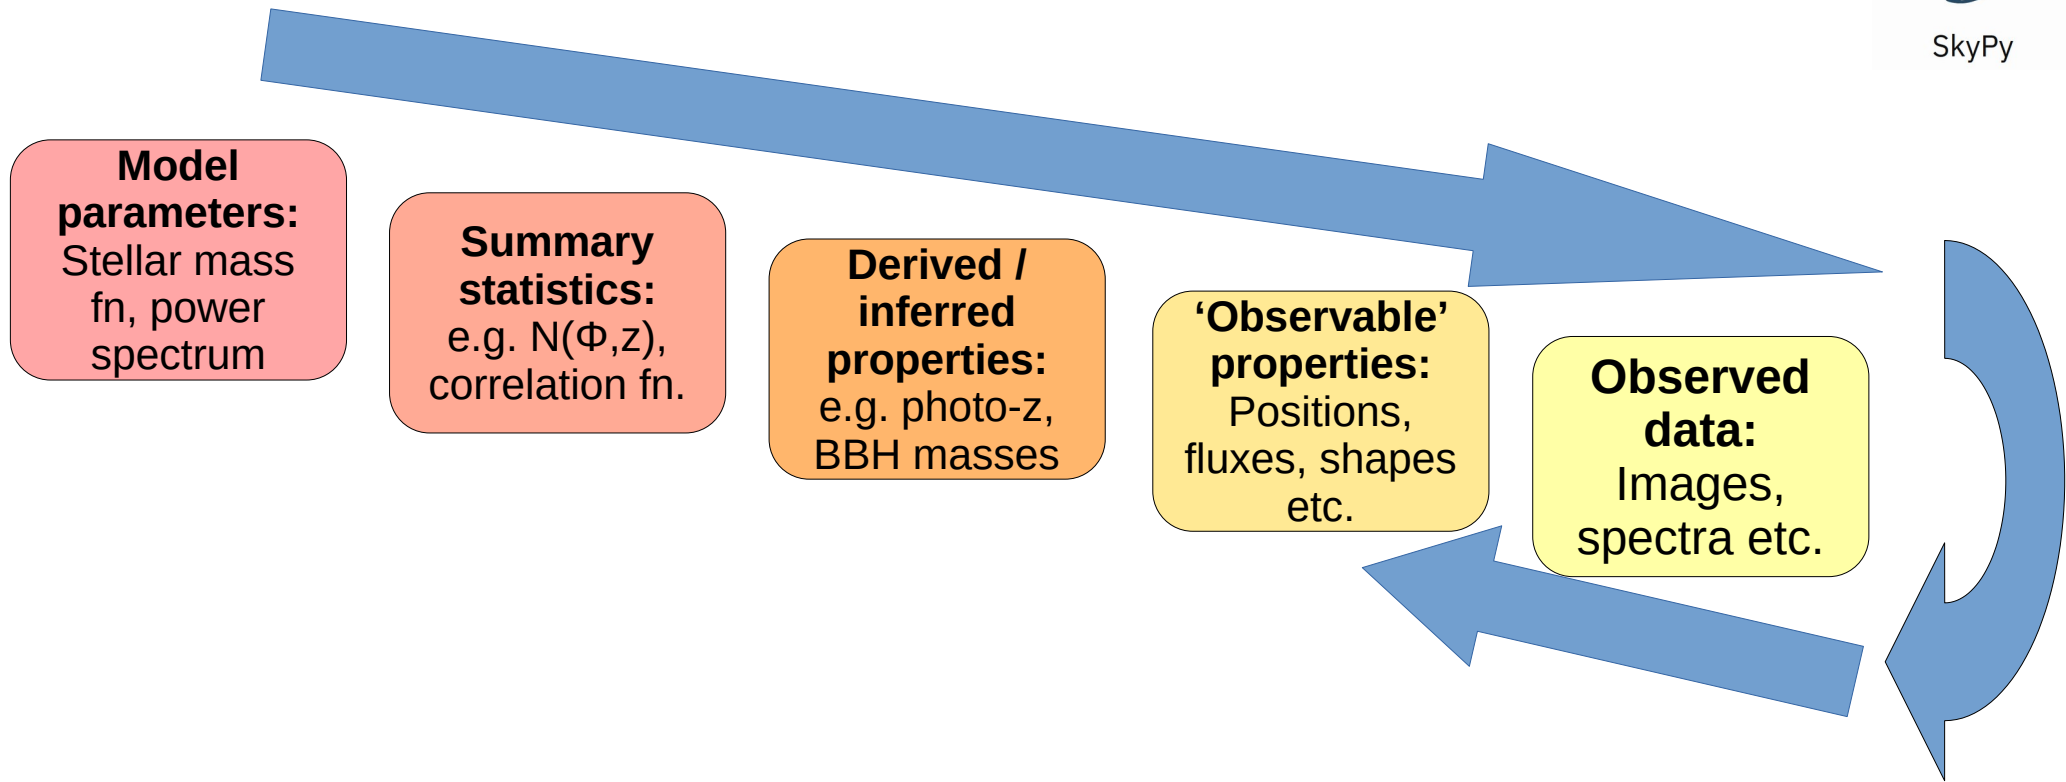 SkyPy
Model
parameters:
Stellar mass
fn, power
spectrum
Summary
statistics:
e.g. N(Φ,z),
correlation fn.
Derived /
inferred
properties:
e.g. photo-z,
BBH masses
‘Observable’
properties:
Positions,
fluxes, shapes
etc.
Observed
data:
Images,
spectra etc.